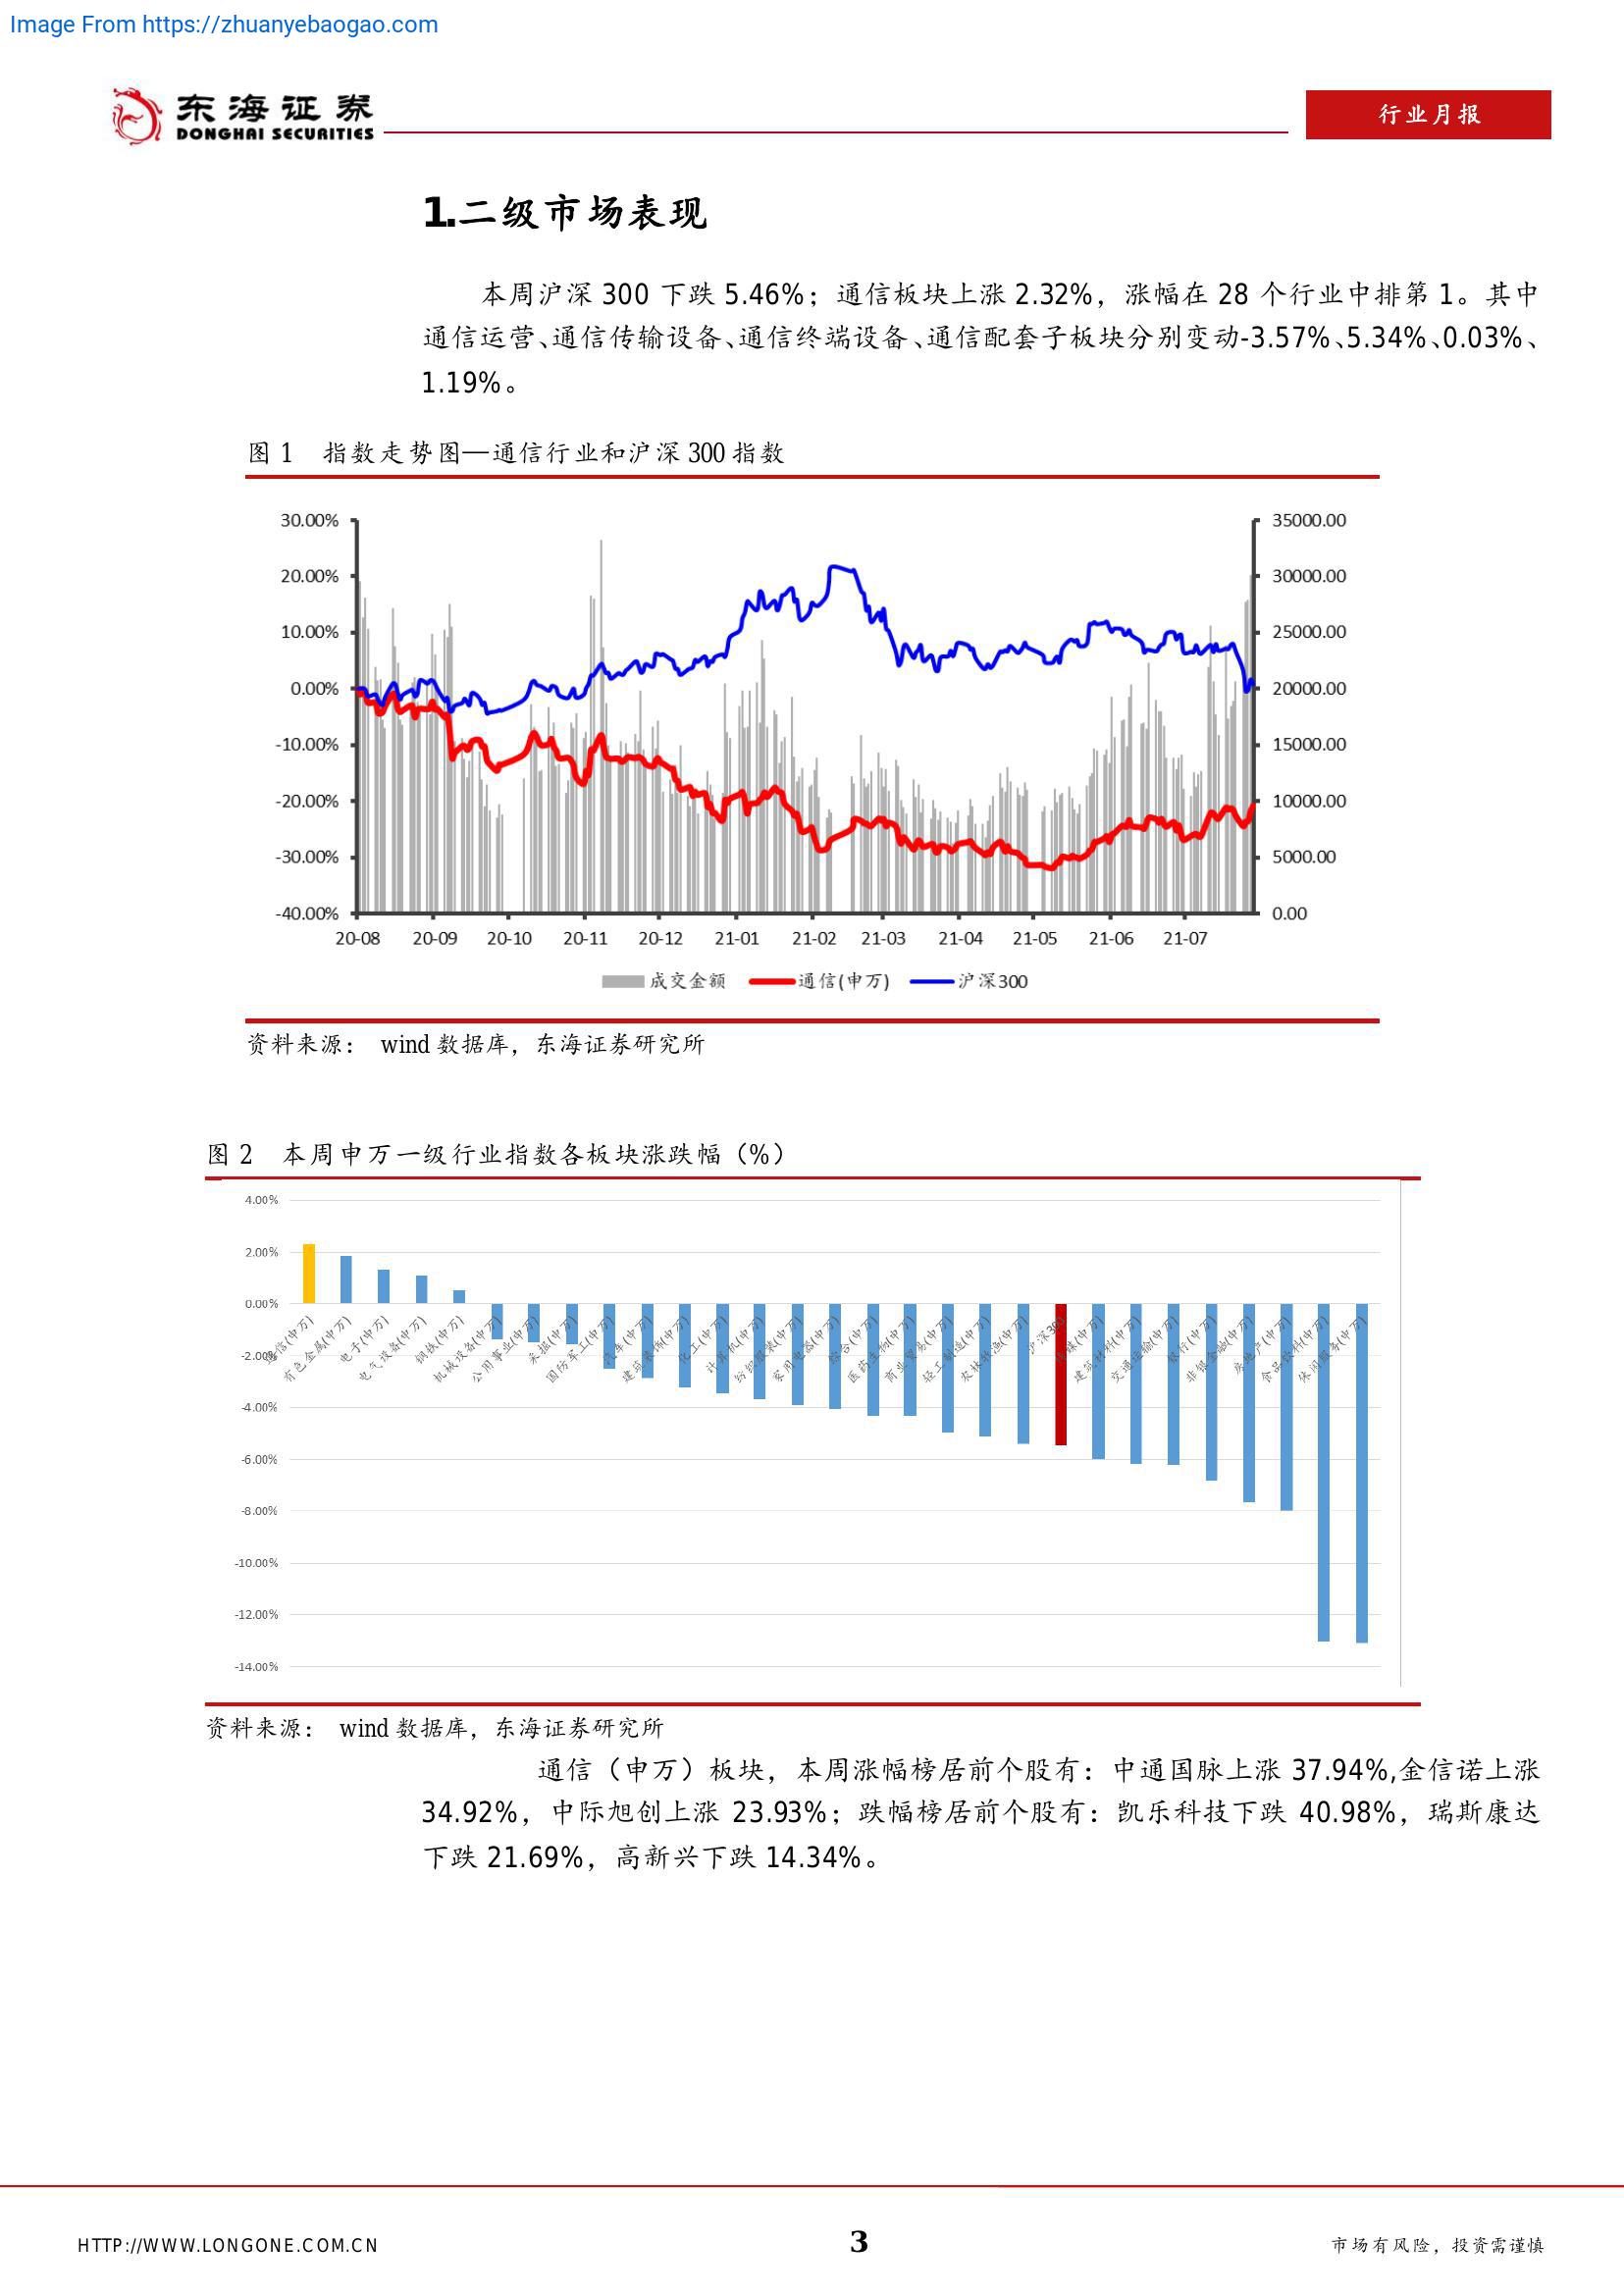 Image From https://zhuanyebaogao.com
东海证券
DONGHAI SECURITIES
行业月报
1.二级市场表现
本周沪深 300 下跌 5.46%；通信板块上涨 2.32%，涨幅在 28 个行业中排第 1。其中
通信运营、通信传输设备、通信终端设备、通信配套子板块分别变动-3.57%、5.34%、0.03%、
1.19%。
图 1 指数走势图—通信行业和沪深 300 指数
30.00%
20.00%
10.00%
0.00%
-10.00%
-20.00%
-30.00%
-40.00%
35000.00
30000.00
25000.00
20000.00
15000.00
10000.00
5000.00
0.00
20-08 20-09 20-10 20-11 20-12 21-01 21-02 21-03 21-04 21-05 21-06 21-07
成交金额 通信(申万) 沪深300
资料来源： wind 数据库，东海证券研究所
图 2 本周申万一级行业指数各板块涨跌幅（%）
4.00%
2.00%
0.00%
-2.00%
-4.00%
-6.00%
-8.00%
-10.00%
-12.00%
-14.00%
通信(申万)
有色金属(申万)
电子(申万)
电气设备(申万)
钢铁(申万)
机械设备(申万)
公用事业(申万)
采掘(申万)
国防军工(申万)
汽车(申万)
建筑装饰(申万)
化工(申万)
计算机(申万)
纺织服装(申万)
家用电器(申万)
综合(申万)
医药生物(申万)
商业贸易(申万)
轻工制造(申万)
农林牧渔(申万)
沪深300
传媒(申万)
建筑材料(申万)
交通运输(申万)
银行(申万)
非银金融(申万)
房地产(申万)
食品饮料(申万)
休闲服务(申万)
资料来源： wind 数据库，东海证券研究所
通信（申万）板块，本周涨幅榜居前个股有：中通国脉上涨 37.94%,金信诺上涨
34.92%，中际旭创上涨 23.93%；跌幅榜居前个股有：凯乐科技下跌 40.98%，瑞斯康达
下跌 21.69%，高新兴下跌 14.34%。
HTTP://WWW.LONGONE.COM.CN
3
市场有风险，投资需谨慎